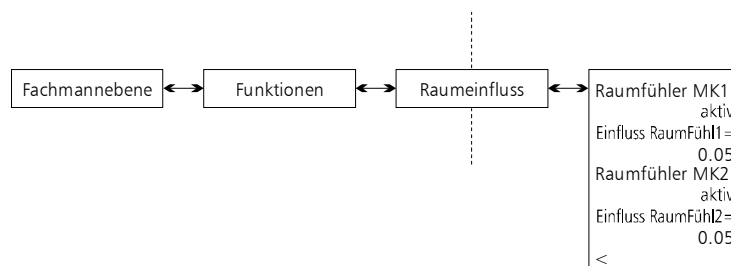 Fachmannebene
Funktionen
Raumeinfluss
Raumfühler MK1
aktiv
Einfluss RaumFühl1=
0.05
Raumfühler MK2
aktiv
Einfluss RaumFühl2=
0.05
<